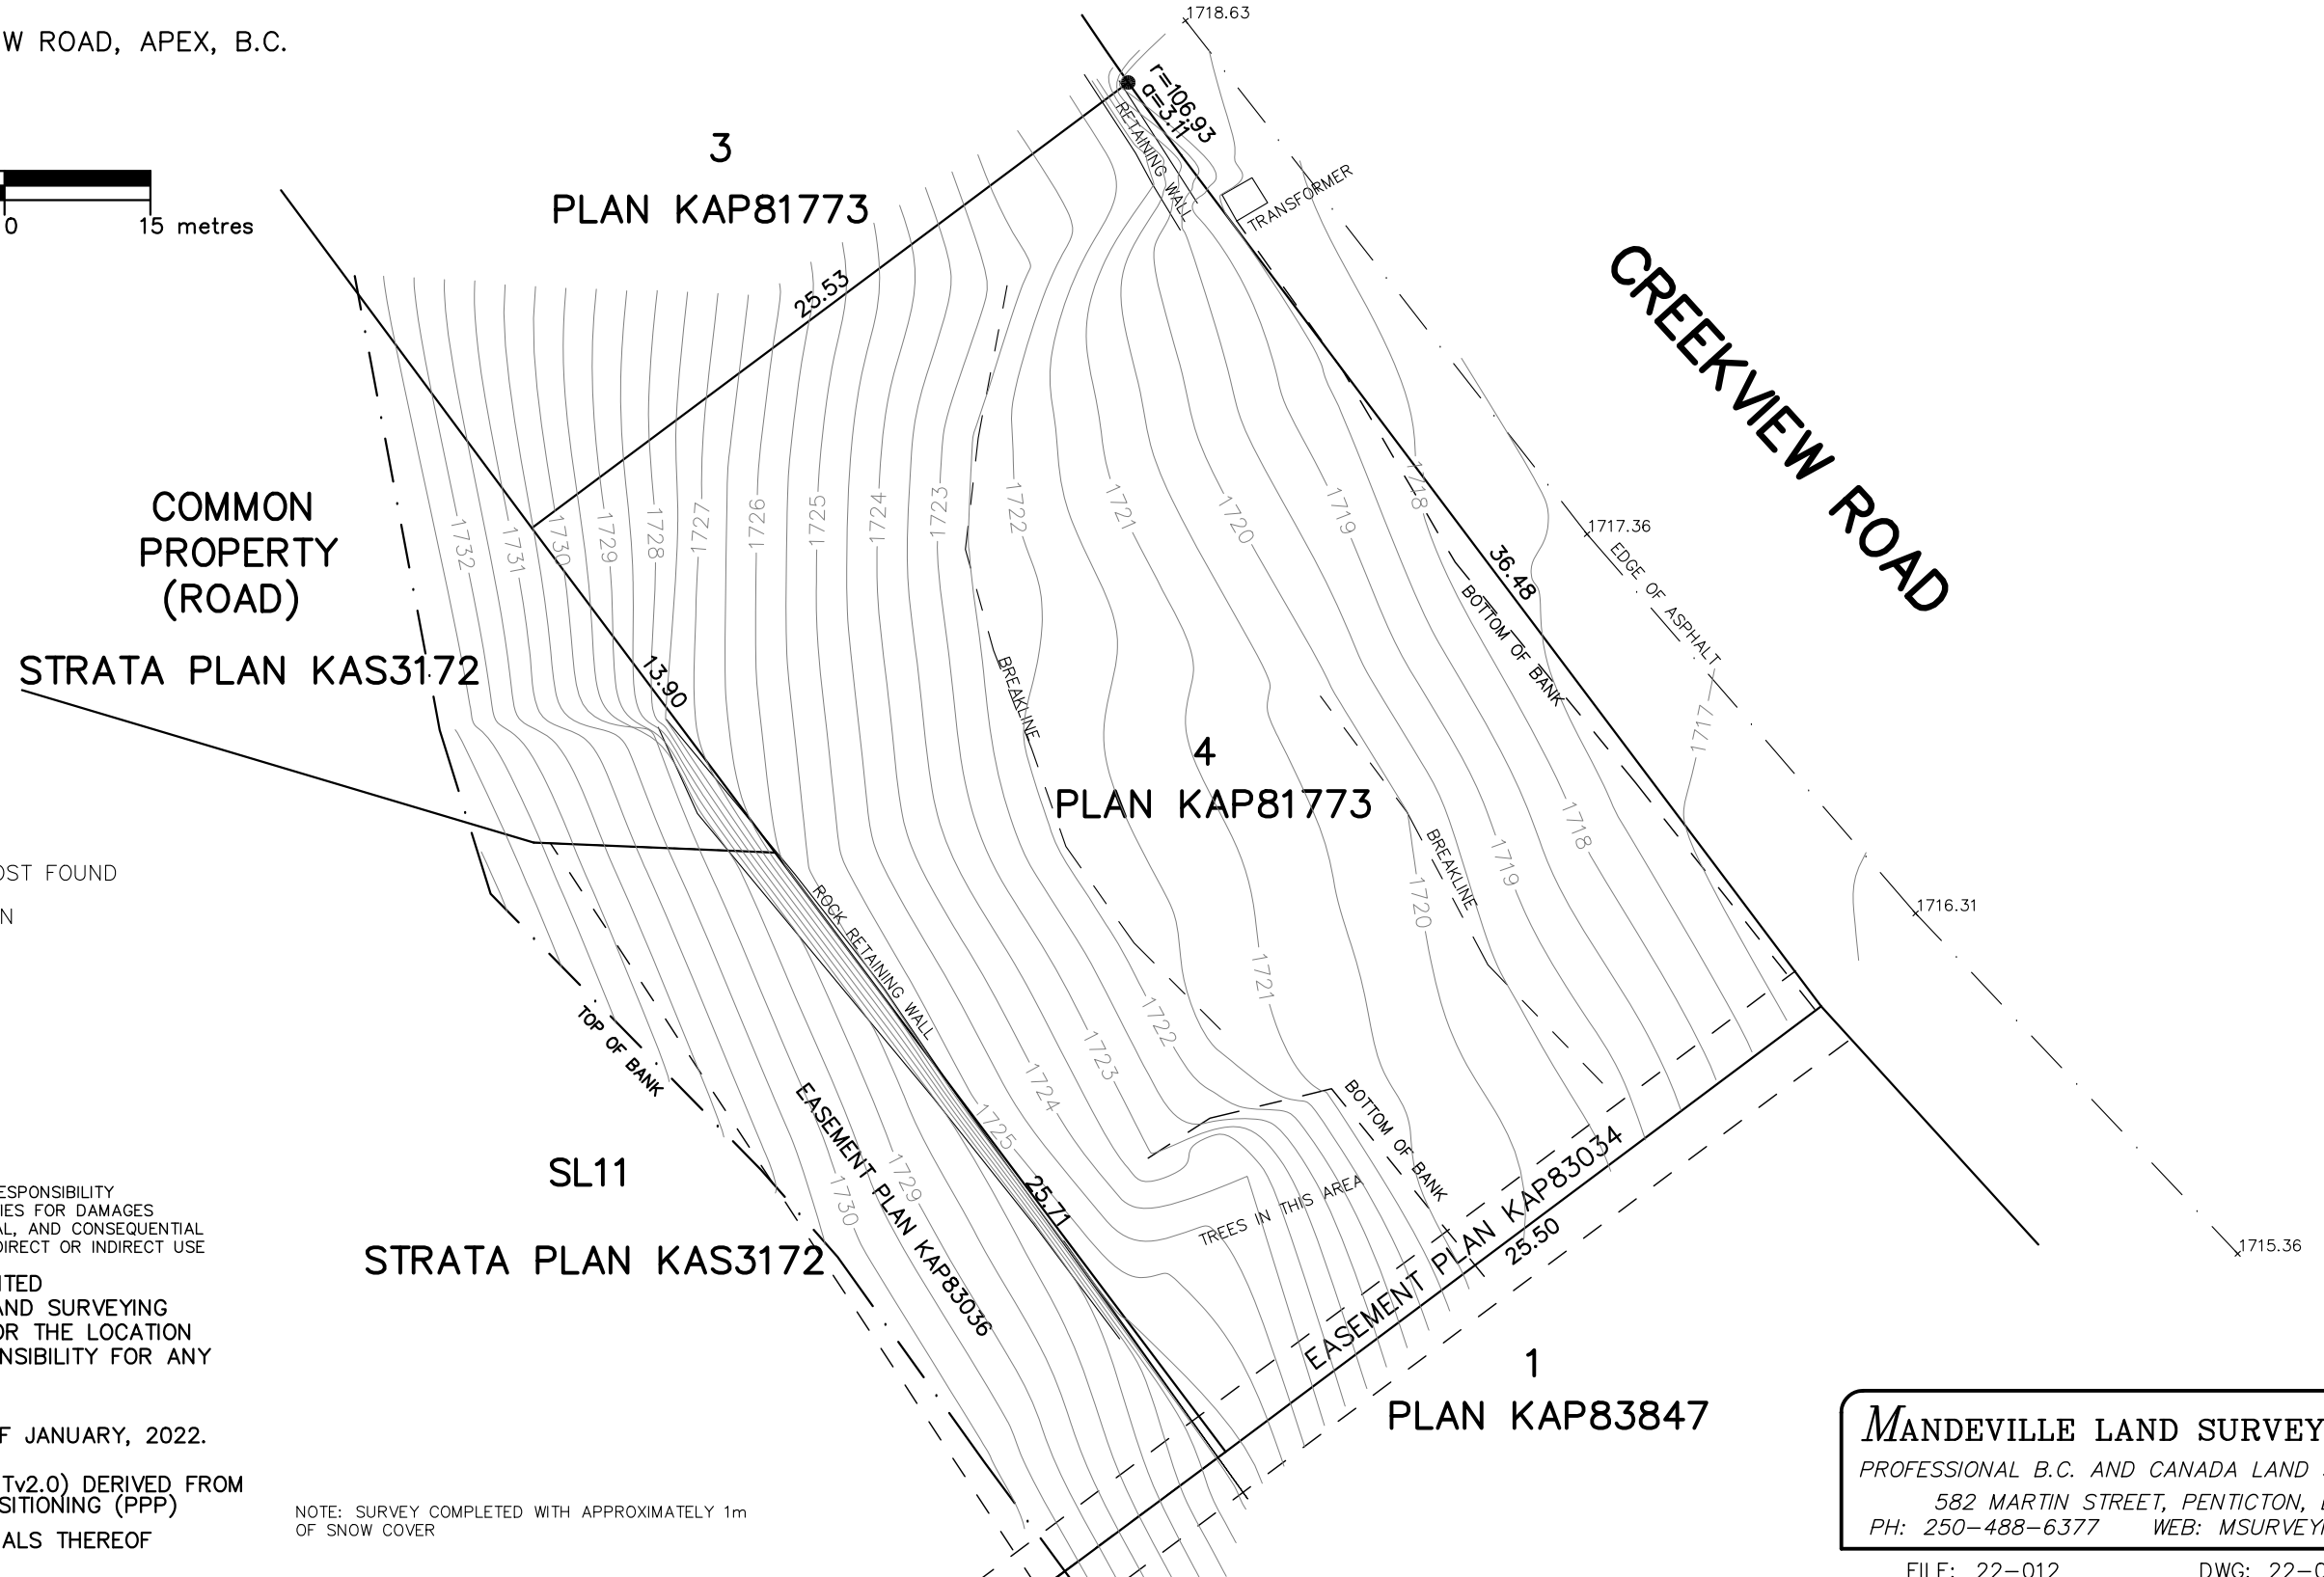 W ROAD, APEX, B.C.
0
15 metres
1718.63
r=106.93
a=3.11
RETAINING WALL
TRANSFORMER
3
PLAN KAP81773
25.53
CREEKVIEW ROAD
COMMON
PROPERTY
(ROAD)
STRATA PLAN KAS3172
1732
1731
1730
1729
1728
1727
1726
1725
1724
1723
1722
1721
1720
1719
1718
1717.36
EDGE OF ASPHALT
36.48
BOTTOM OF BANK
13.90
BREAKLINE
1717
4
PLAN KAP81773
1718
1719
BREAKLINE
1720
OST FOUND
N
ROCK RETAINING WALL
1716.31
1721
1722
1723
1724
1725
TOP OF BANK
EASEMENT PLAN KAP83036
1729
1730
BOTTOM OF BANK
TREES IN THIS AREA
25.71
EASEMENT PLAN KAP83034
25.50
1715.36
SL11
STRATA PLAN KAS3172
ESPONSIBILITY
IES FOR DAMAGES
AL, AND CONSEQUENTIAL
DIRECT OR INDIRECT USE
ITED
AND SURVEYING
OR THE LOCATION
NSIBILITY FOR ANY
1
PLAN KAP83847
F JANUARY, 2022.
Tv2.0) DERIVED FROM
SITIONING (PPP)
ALS THEREOF
NOTE: SURVEY COMPLETED WITH APPROXIMATELY 1m
OF SNOW COVER
MANDEVILLE LAND SURVEY
PROFESSIONAL B.C. AND CANADA LAND
582 MARTIN STREET, PENTICTON,
PH: 250-488-6377 WEB: MSURVEY
FILE: 22-012 DWG: 22-0